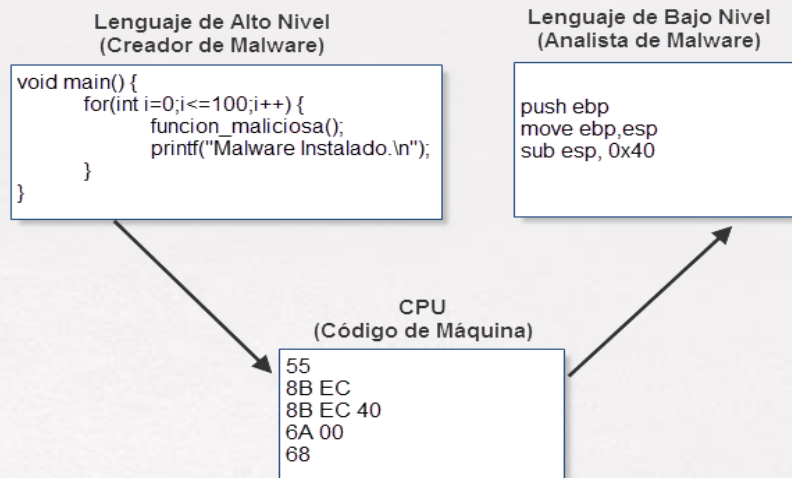 Lenguaje de Alto Nivel
(Creador de Malware)
void main() {
for(int i=0;i<=100;i++) {
funcion_maliciosa();
printf("Malware Instalado.\n");
}
}
Lenguaje de Bajo Nivel
(Analista de Malware)
push ebp
move ebp,esp
sub esp, 0x40
CPU
(Código de Máquina)
55
8B EC
8B EC 40
6A 00
68